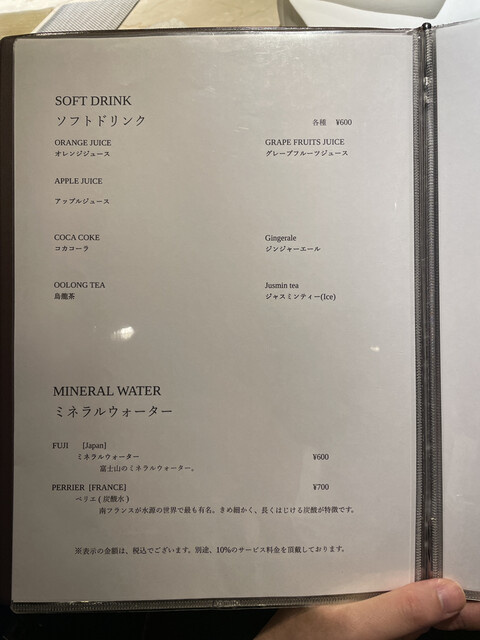 SOFT DRINK
ソフトドリンク
各種 ¥600
ORANGE JUICE
オレンジジュース
GRAPE FRUITS JUICE
グレープフルーツジュース
APPLE JUICE
アップルジュース
COCA COKE
コカコーラ
Gingerale
ジンジャーエール
OOLONG TEA
烏龍茶
Jusmin tea
ジャスミンティー(Ice)
MINERAL WATER
ミネラルウォーター
FUJI [Japan]
ミネラルウォーター ¥600
富士山のミネラルウォーター。
PERRIER [FRANCE] ¥700
ペリエ ( 炭酸水 )
南フランスが水源の世界で最も有名。きめ細かく、長くはじける炭酸が特徴です。
※表示の金額は、税込でございます。別途、10%のサービス料金を頂戴しております。